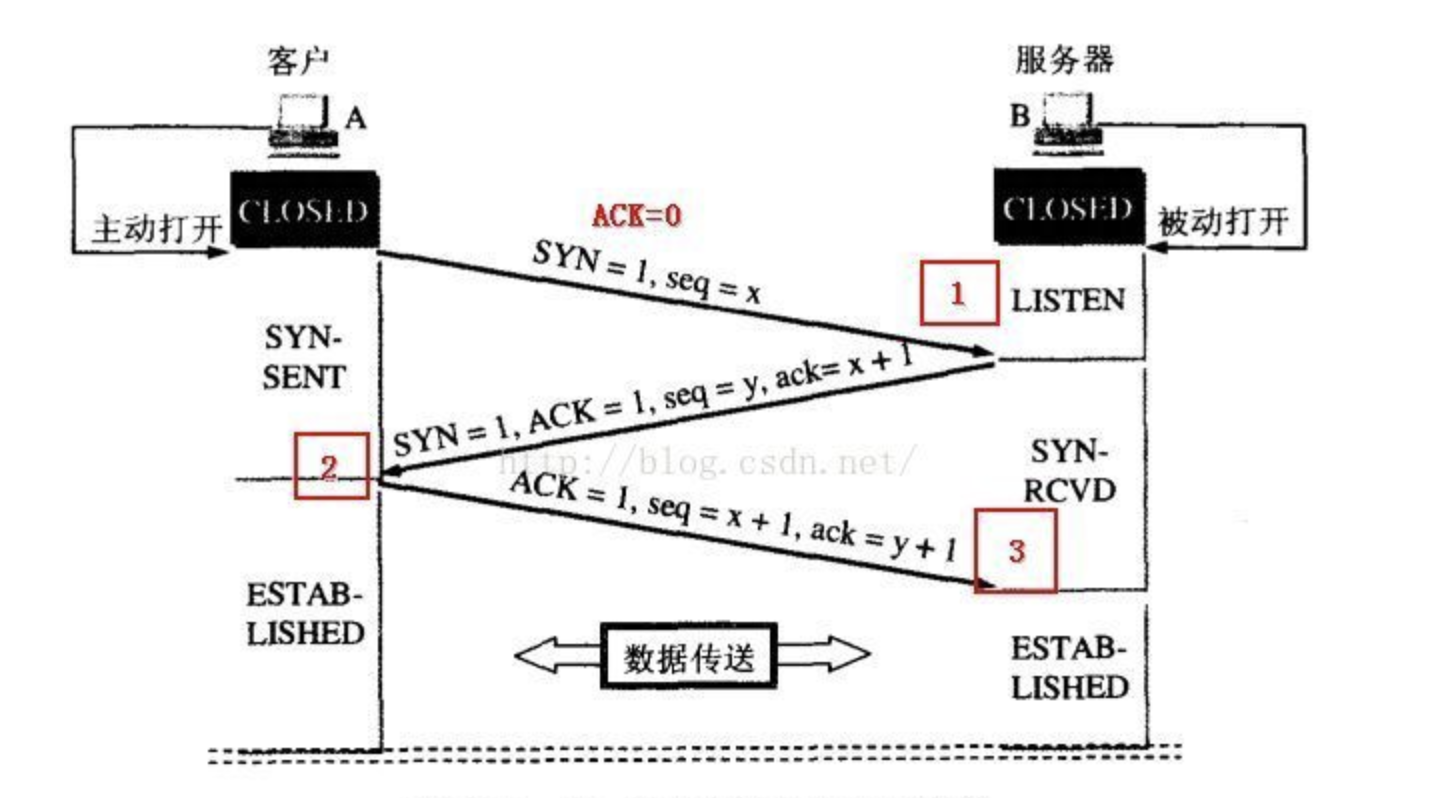 客户
服务器
A
B
CLOSED
CLOSED
主动打开
被动打开
ACK=0
SYN = 1, seq = x
1
LISTEN
SYN-
SENT
SYN = 1, ACK = 1, seq = y, ack= x + 1
2
http://blog.csdn.net/
SYN-
RCVD
ACK = 1, seq = x + 1, ack = y + 1
3
ESTAB-
LISHED
数据传送
ESTAB-
LISHED